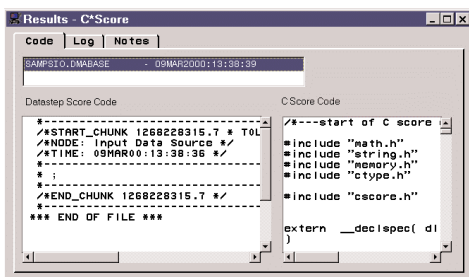 Results - C*Score
Code Log Notes
SAMPSIO.DMABASE - 09MAR2000:13:38:39
Datastep Score Code
*---------------------------
/*START_CHUNK 1268228315.7 * TOL
/*NODE: Input Data Source */
/*TIME: 09MAR00:13:38:36 */
*---------------------------
* ;
*---------------------------
/*END_CHUNK 1268228315.7 */
*---------------------------
*** END OF FILE ***
C Score Code
/*---start of C score
#include "math.h"
#include "string.h"
#include "memory.h"
#include "ctype.h"
#include "cscore.h"
extern __declspec( dl
)